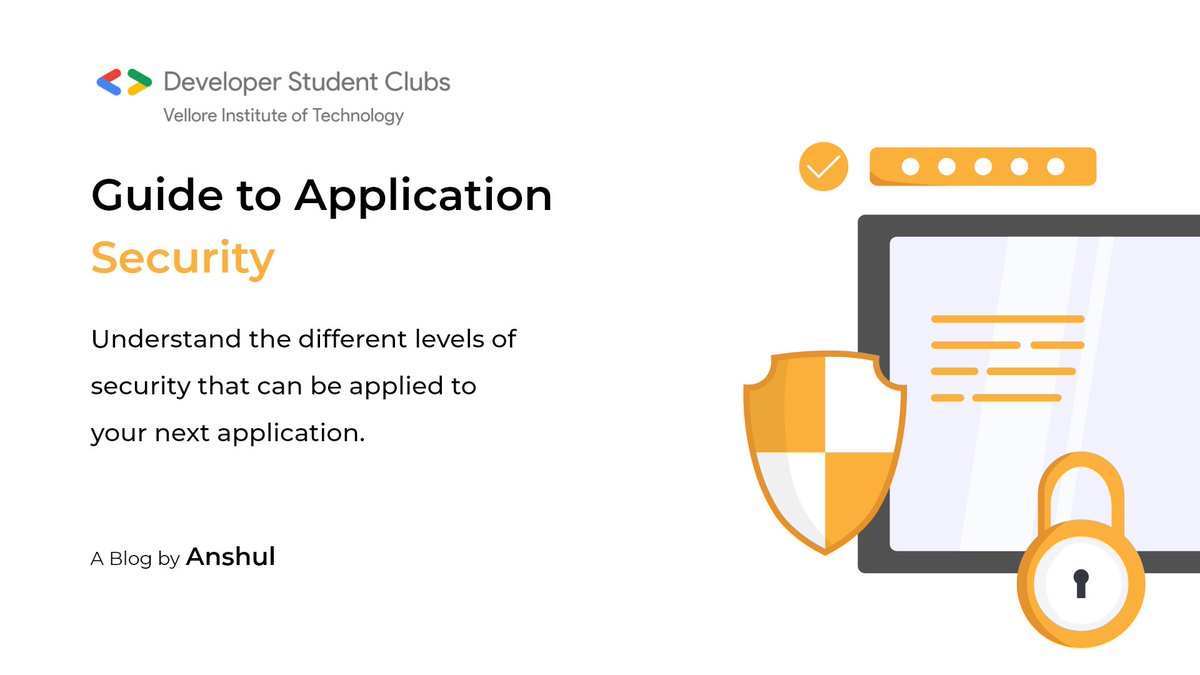 Developer Student Clubs
Vellore Institute of Technology
Guide to Application
Security
Understand the different levels of
security that can be applied to
your next application.
A Blog by Anshul